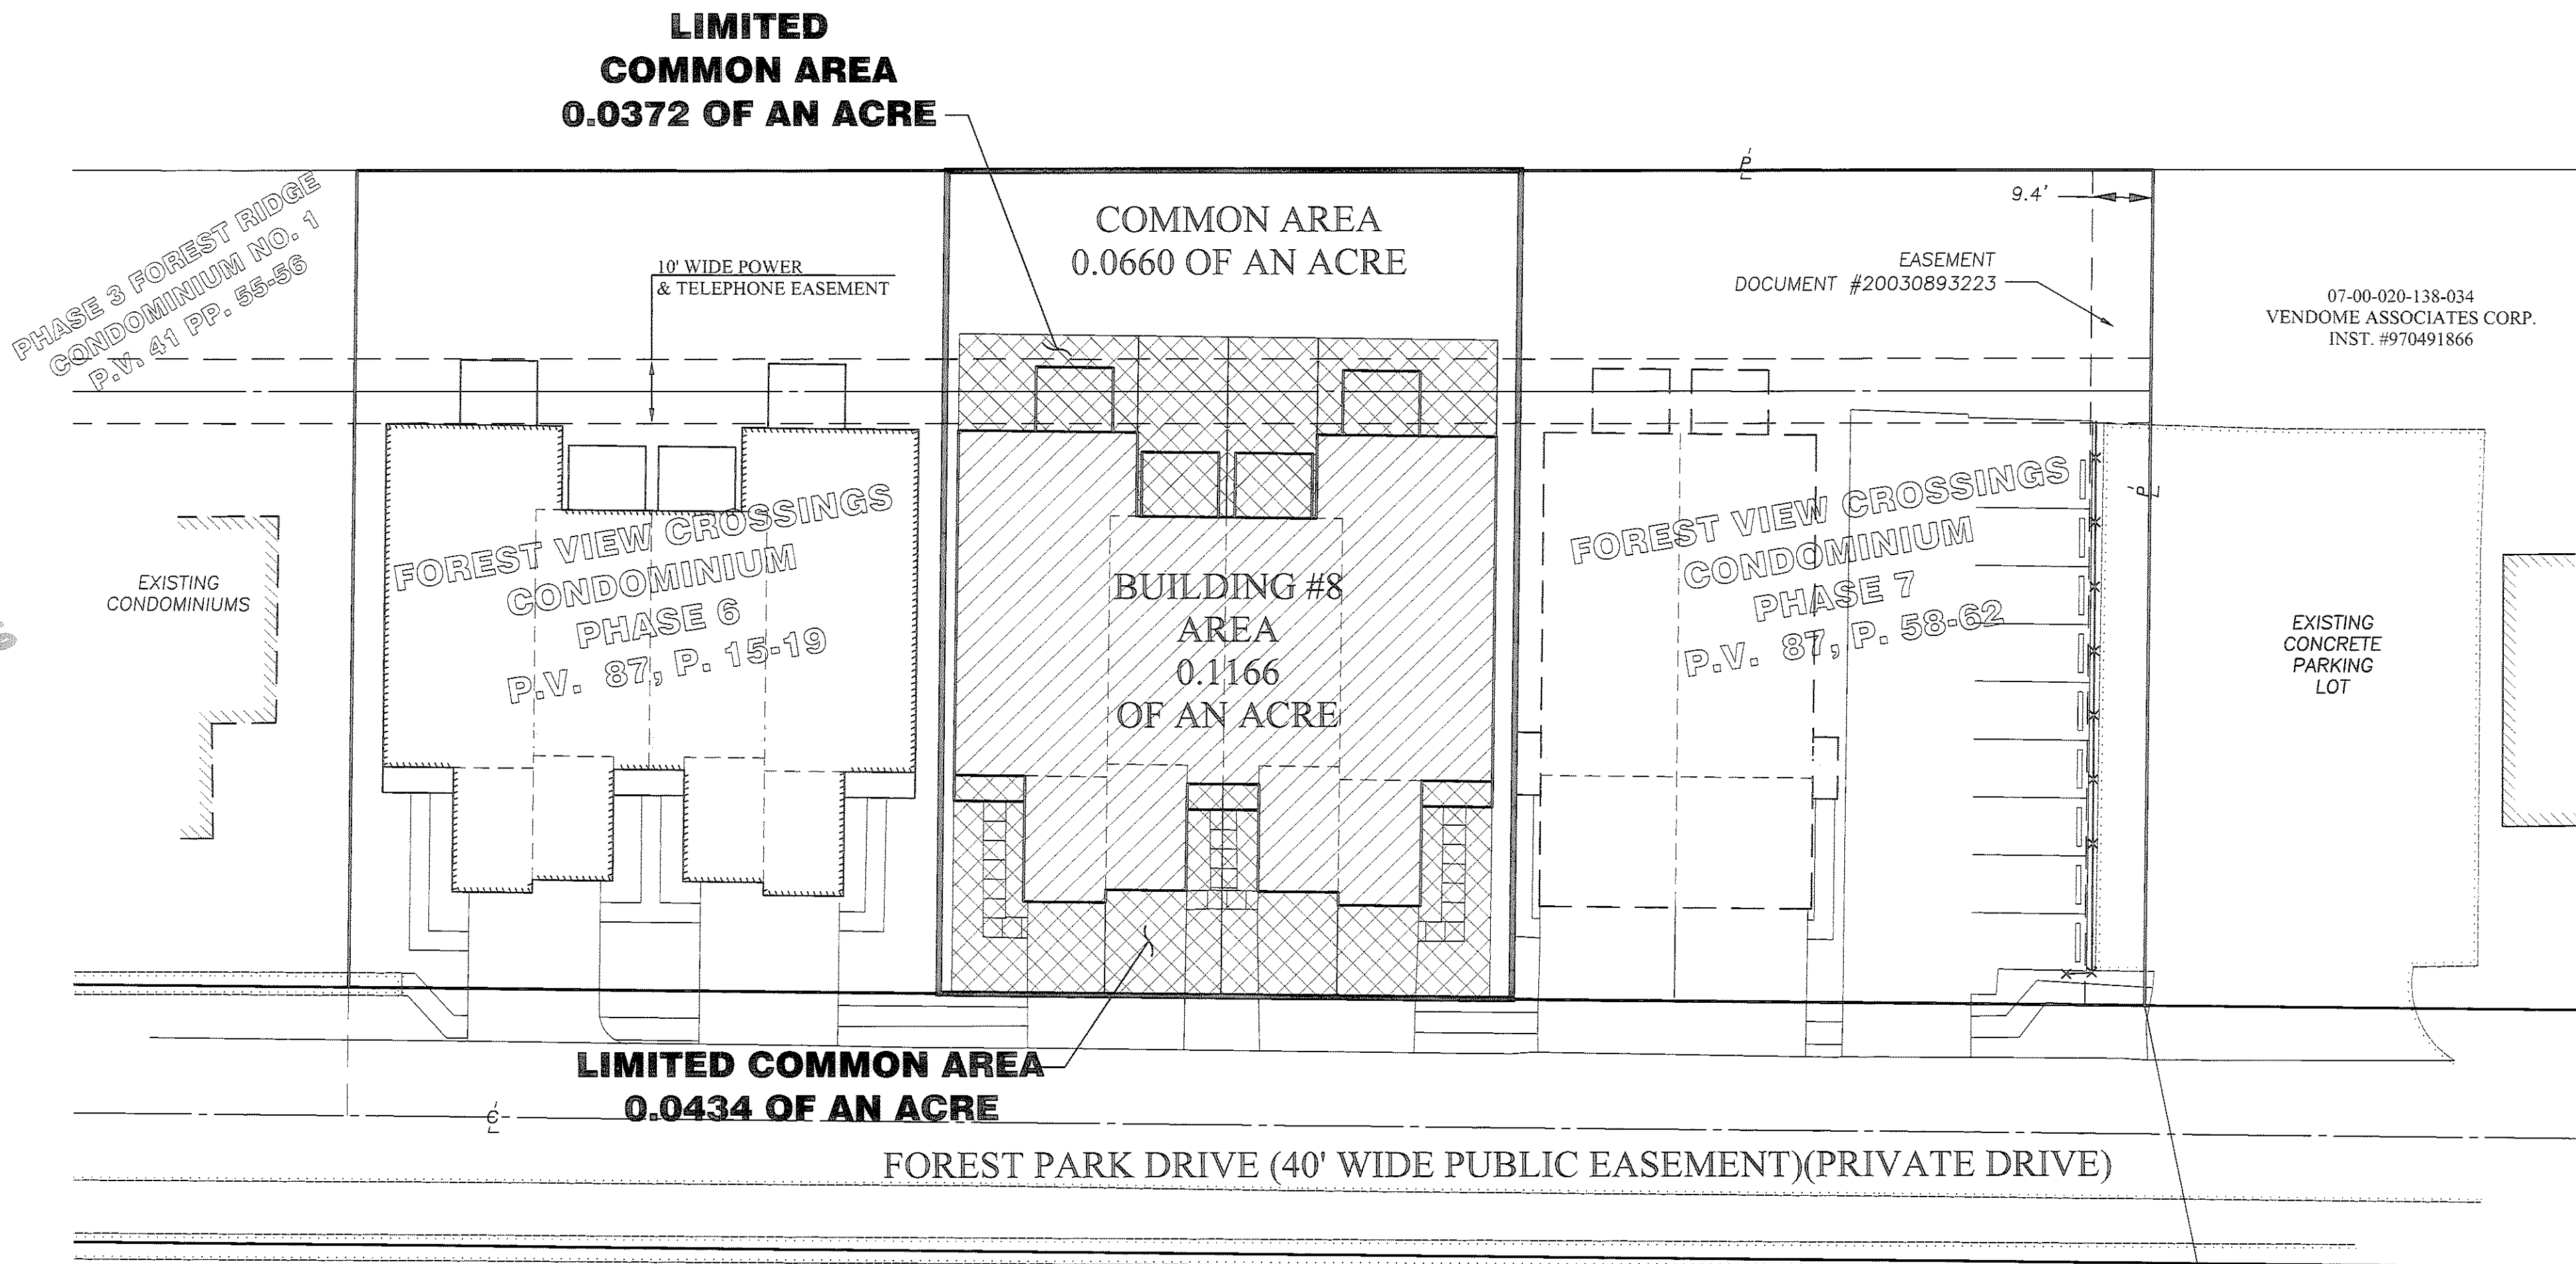 LIMITED
COMMON AREA
0.0372 OF AN ACRE
PHASE 3 FOREST RIDGE
CONDOMINIUM NO. 1
P.V. 41 PP. 55-56
10' WIDE POWER
& TELEPHONE EASEMENT
COMMON AREA
0.0660 OF AN ACRE
PL
9.4'
EASEMENT
DOCUMENT #20030893223
07-00-020-138-034
VENDOME ASSOCIATES CORP.
INST. #970491866
EXISTING
CONDOMINIUMS
FOREST VIEW CROSSINGS
CONDOMINIUM
PHASE 6
P.V. 87, P. 15-19
BUILDING #8
AREA
0.1166
OF AN ACRE
FOREST VIEW CROSSINGS
CONDOMINIUM
PHASE 7
P.V. 87, P. 58-62
PL
EXISTING
CONCRETE
PARKING
LOT
LIMITED COMMON AREA
0.0434 OF AN ACRE
CL
FOREST PARK DRIVE (40' WIDE PUBLIC EASEMENT)(PRIVATE DRIVE)